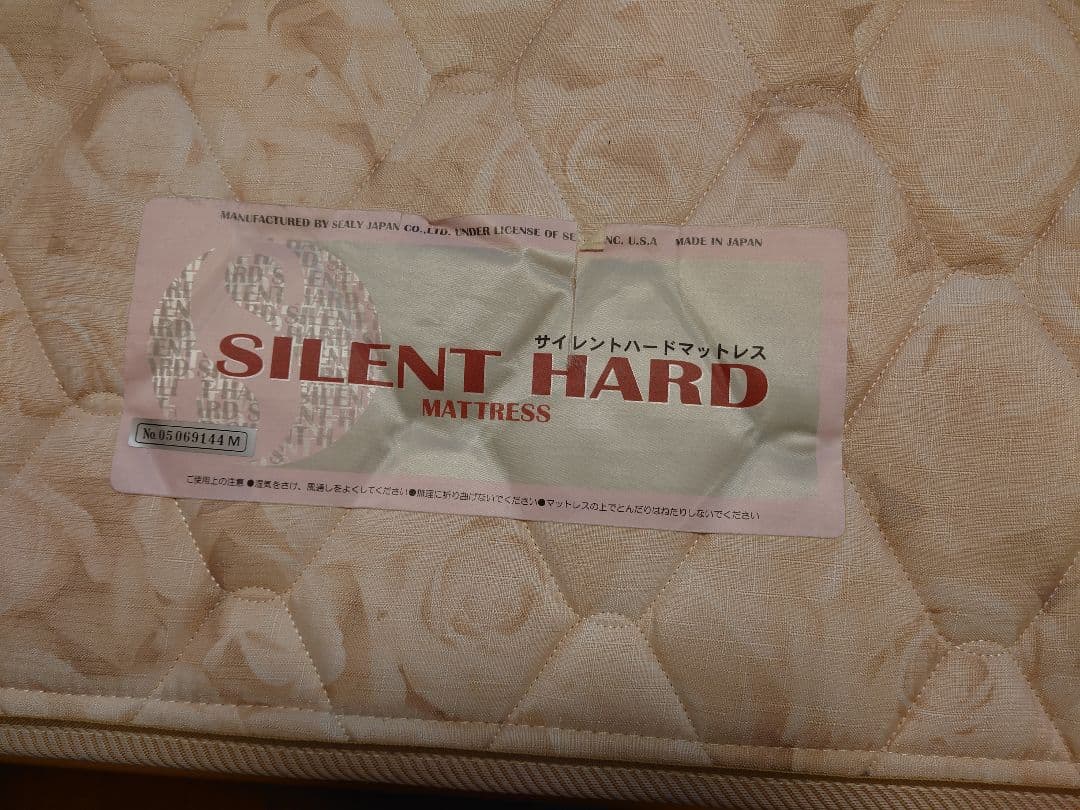 MANUFACTURED BY SEALY JAPAN CO.,LTD. UNDER LICENSE OF SE NC. U.S.A MADE IN JAPAN
サイレントハードマットレス
SILENT HARD
MATTRESS
No.05069144M
ご使用上の注意 ●湿気をさけ、風通しをよくしてください●無理に折り曲げないでください●マットレスの上でとんだりはねたりしないでください